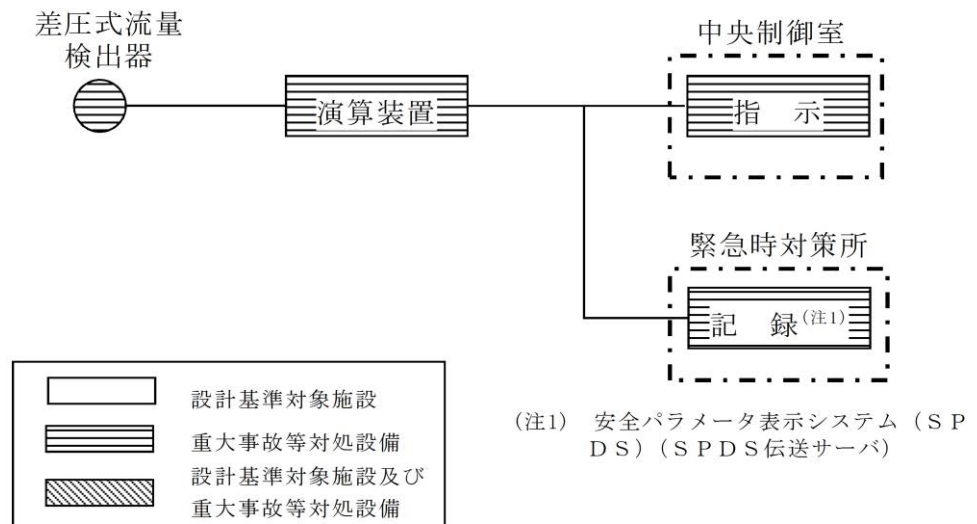 差圧式流量
検出器
演算装置
中央制御室
指　示
緊急時対策所
記　録(注1)
設計基準対象施設
重大事故等対処設備
設計基準対象施設及び
重大事故等対処設備
(注1)　安全パラメータ表示システム（ＳＰ
ＤＳ）（ＳＰＤＳ伝送サーバ）